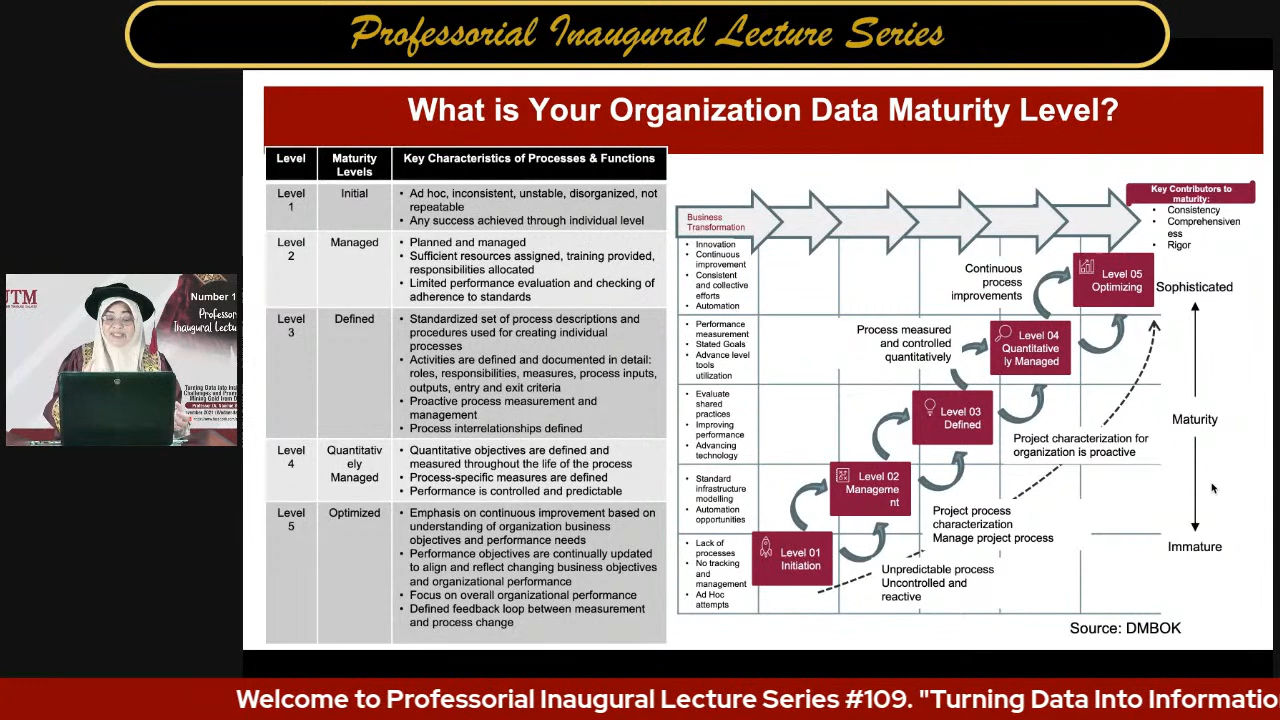 Professorial Inaugural Lecture Series
What is Your Organization Data Maturity Level?
Level
Maturity
Levels
Key Characteristics of Processes & Functions
Level
1
Initial
• Ad hoc, inconsistent, unstable, disorganized, not
repeatable
• Any success achieved through individual level
Level
2
Managed
• Planned and managed
• Sufficient resources assigned, training provided,
responsibilities allocated
• Limited performance evaluation and checking of
adherence to standards
Level
3
Defined
• Standardized set of process descriptions and
procedures used for creating individual
processes
• Activities are defined and documented in detail:
roles, responsibilities, measures, process inputs,
outputs, entry and exit criteria
• Proactive process measurement and
management
• Process interrelationships defined
Level
4
Quantitativ
ely
Managed
• Quantitative objectives are defined and
measured throughout the life of the process
• Process-specific measures are defined
• Performance is controlled and predictable
Level
5
Optimized
• Emphasis on continuous improvement based on
understanding of organization business
objectives and performance needs
• Performance objectives are continually updated
to align and reflect changing business objectives
and organizational performance
• Focus on overall organizational performance
• Defined feedback loop between measurement
and process change
Business
Transformation
• Innovation
• Continuous
improvement
• Consistent
and collective
efforts
• Automation
• Performance
measurement
• Stated Goals
• Advance level
tools
utilization
• Evaluate
shared
practices
• Improving
performance
• Advancing
technology
• Standard
infrastructure
modelling
• Automation
opportunities
• Lack of
processes
• No tracking
and
management
• Ad Hoc
attempts
Key Contributors to
maturity:
• Consistency
• Comprehensiven
ess
• Rigor
Continuous
process
improvements
Level 05
Optimizing
Sophisticated
Process measured
and controlled
quantitatively
Level 04
Quantitative
ly Managed
Level 03
Defined
Maturity
Project characterization for
organization is proactive
Level 02
Manageme
nt
Project process
characterization
Manage project process
Level 01
Initiation
Unpredictable process
Uncontrolled and
reactive
Immature
Source: DMBOK
UTM
Number 1
Professor
Inaugural Lectu
Turning Data Into
Welcome to Professorial Inaugural Lecture Series #109. "Turning Data Into Informatio